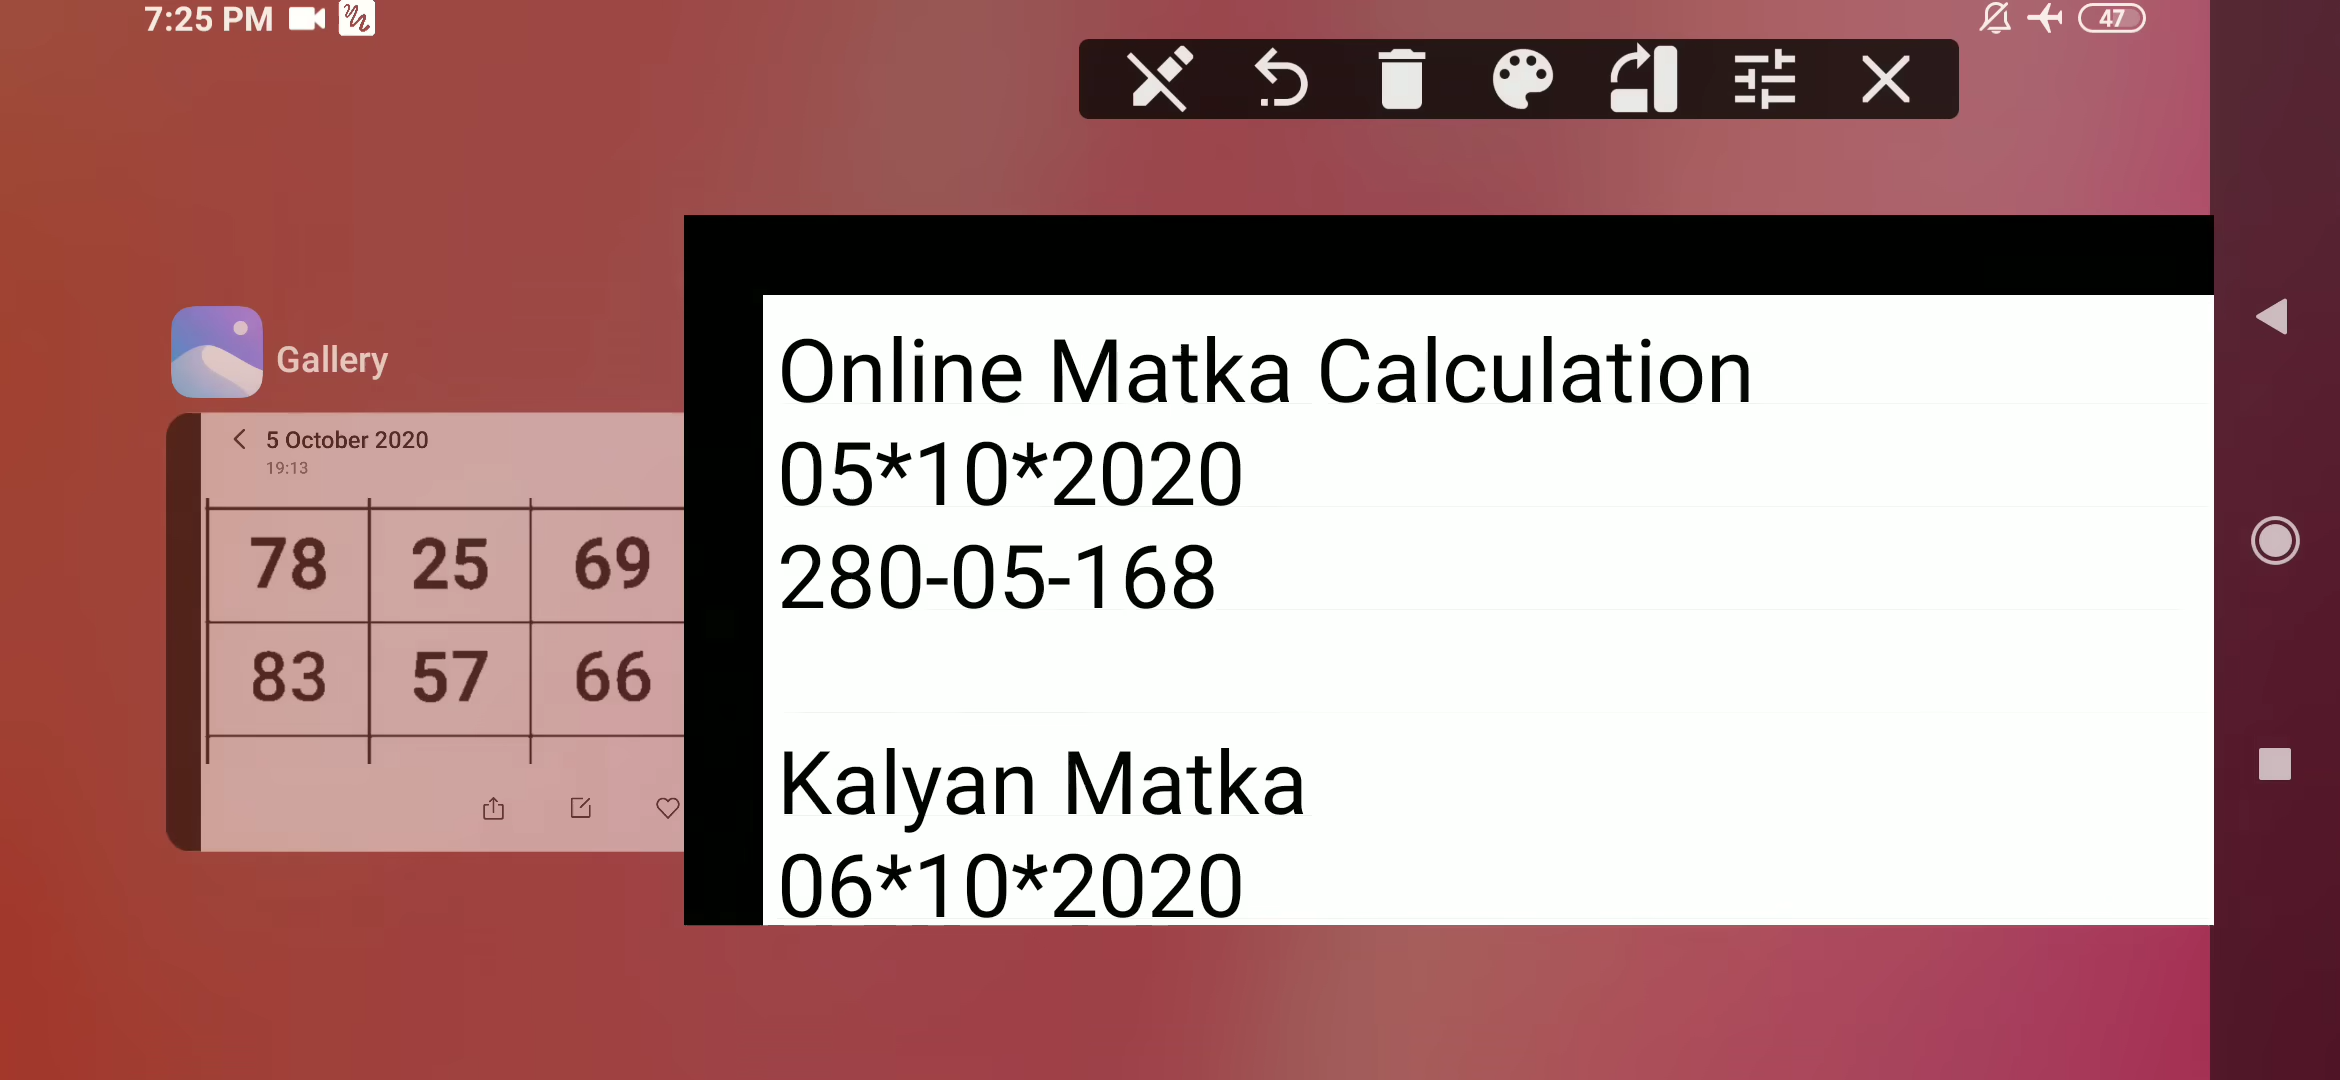 7:25 PM
47
Gallery
5 October 2020
19:13
78 25 69
83 57 66
Online Matka Calculation
05*10*2020
280-05-168
Kalyan Matka
06*10*2020